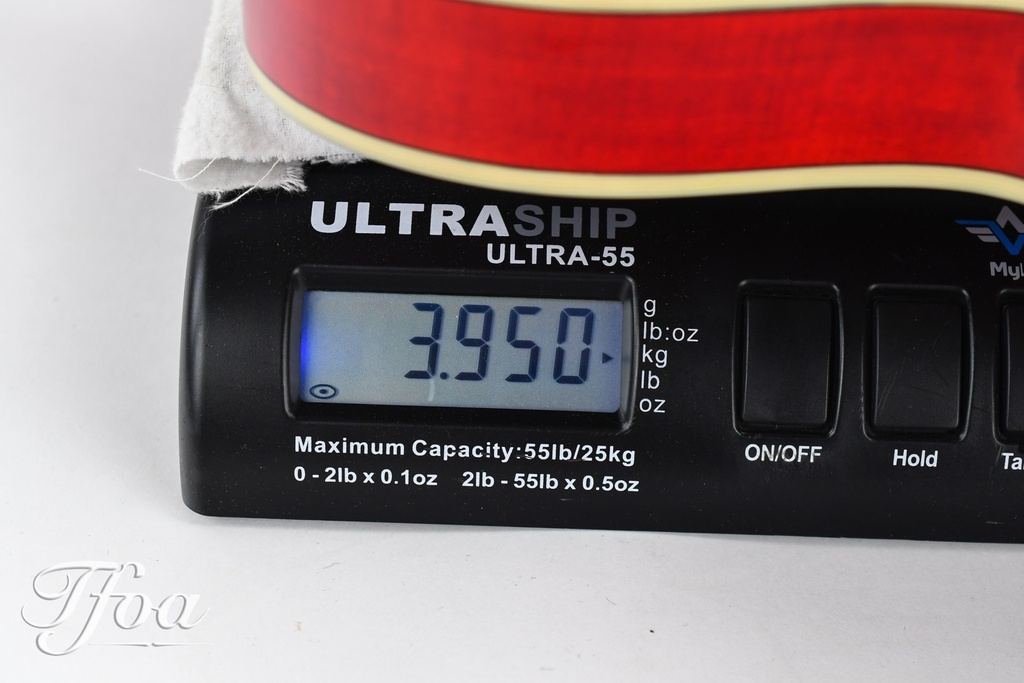 ULTRASHIP
ULTRA-55
3.950
g
lb:oz
kg
lb
oz
ON/OFF
Hold
Maximum Capacity:55lb/25kg
0 - 2lb x 0.1oz 2lb - 55lb x 0.5oz
Tfoa